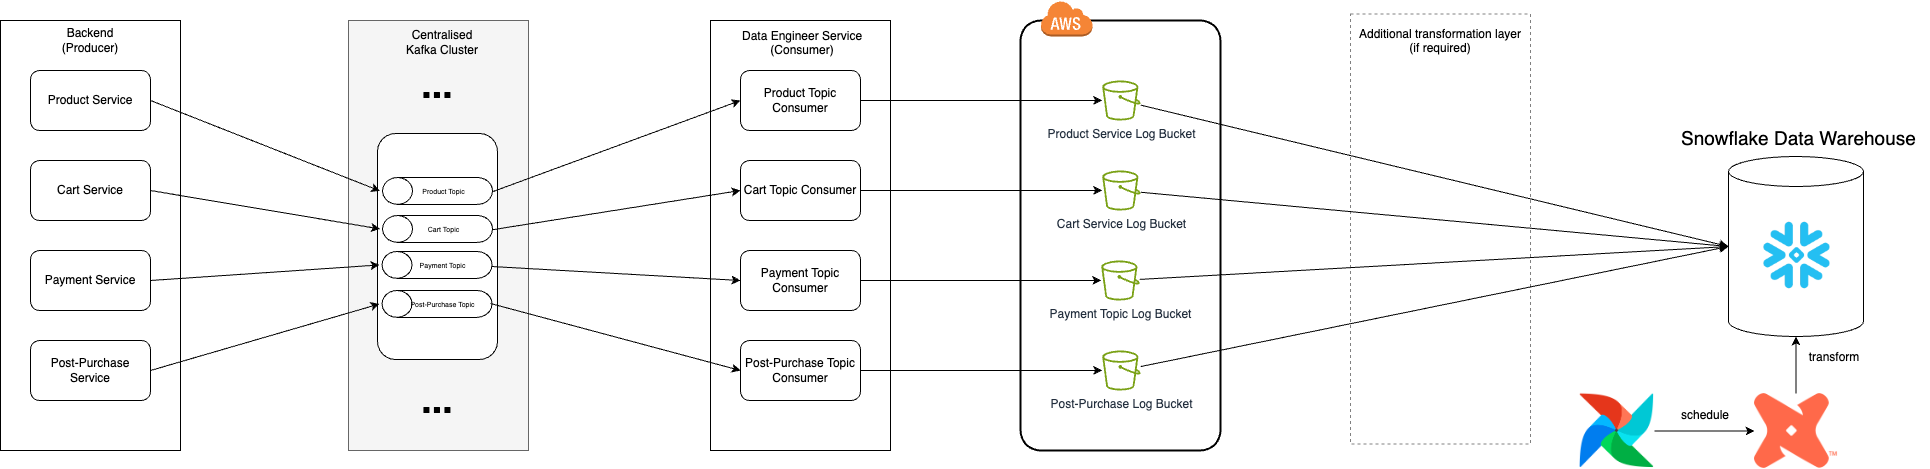 Backend
(Producer)
Product Service
Cart Service
Payment Service
Post-Purchase
Service
Centralised
Kafka Cluster
...
Product Topic
Cart Topic
Payment Topic
Post-Purchase Topic
...
Data Engineer Service
(Consumer)
Product Topic
Consumer
Cart Topic Consumer
Payment Topic
Consumer
Post-Purchase Topic
Consumer
AWS
Product Service Log Bucket
Cart Service Log Bucket
Payment Topic Log Bucket
Post-Purchase Log Bucket
Additional transformation layer
(if required)
Snowflake Data Warehouse
transform
schedule
TM